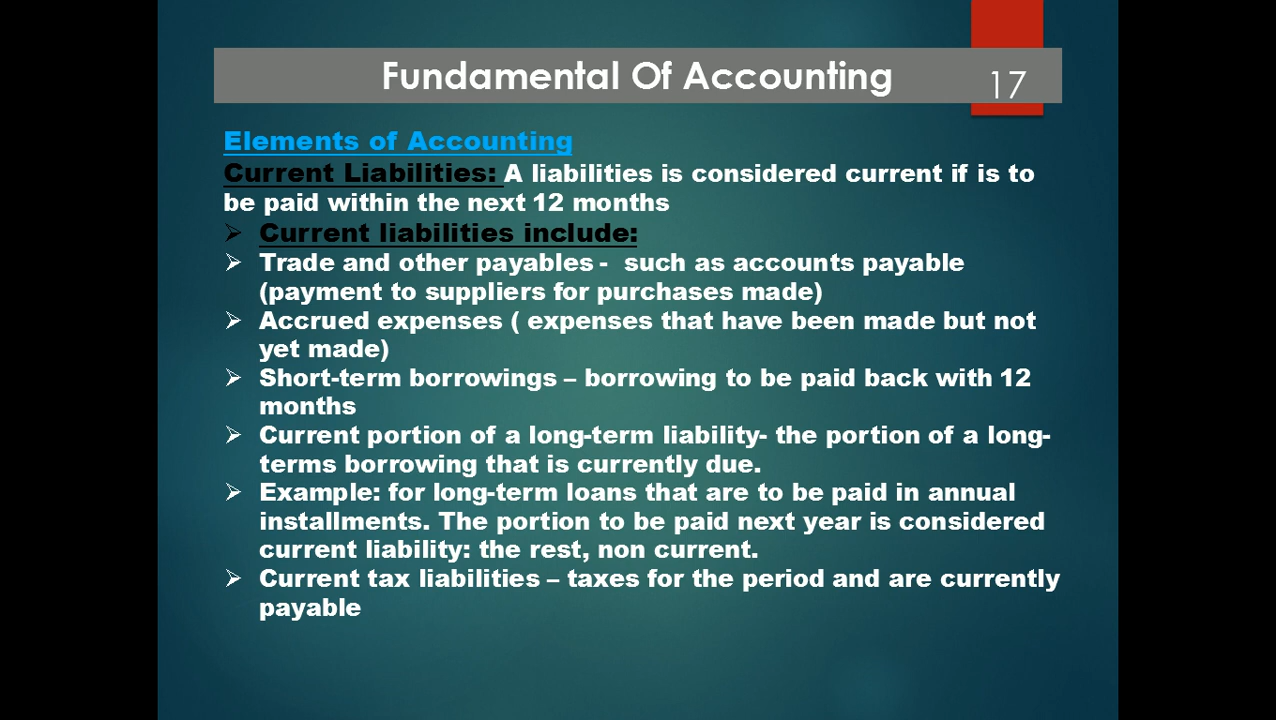 Fundamental Of Accounting
17
Elements of Accounting
Current Liabilities: A liabilities is considered current if is to
be paid within the next 12 months
➢ Current liabilities include:
➢ Trade and other payables - such as accounts payable
(payment to suppliers for purchases made)
➢ Accrued expenses ( expenses that have been made but not
yet made)
➢ Short-term borrowings – borrowing to be paid back with 12
months
➢ Current portion of a long-term liability- the portion of a long-
terms borrowing that is currently due.
➢ Example: for long-term loans that are to be paid in annual
installments. The portion to be paid next year is considered
current liability: the rest, non current.
➢ Current tax liabilities – taxes for the period and are currently
payable